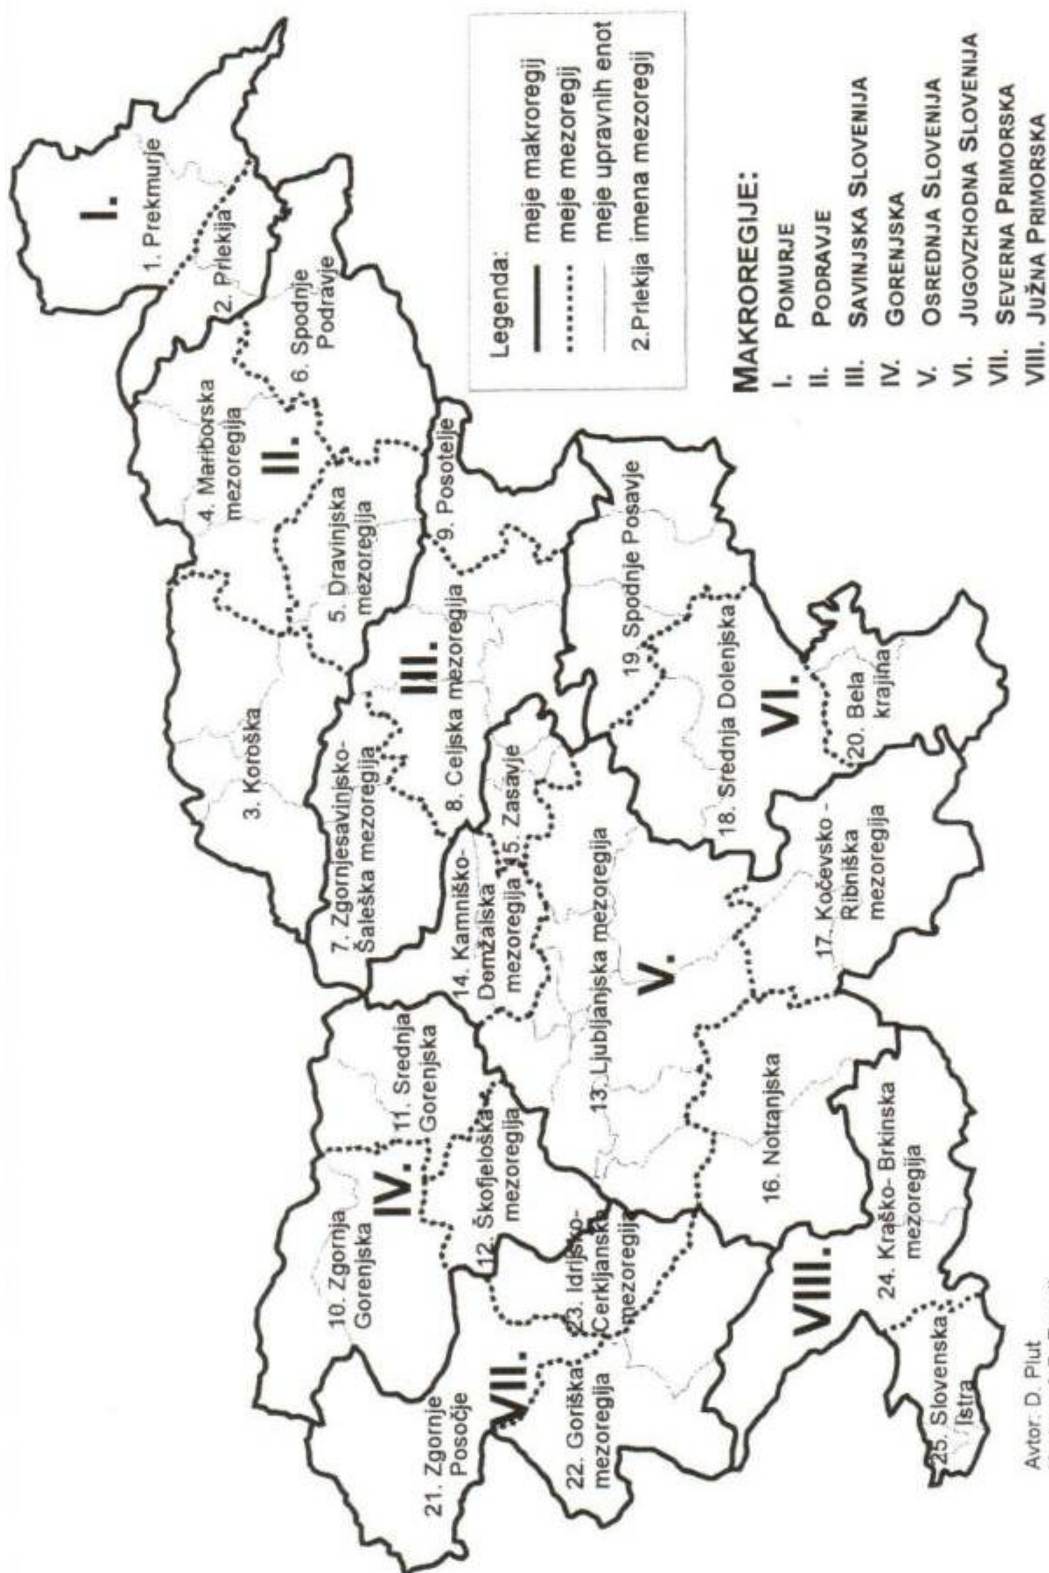 I.
1. Prekmurje
2. Prlekija
II.
3. Koroška
4. Mariborska
mezoregija
5. Dravinjska
mezoregija
6. Spodnje
Podravje
III.
7. Zgornjesavinjsko-
Šaleška mezoregija
8. Celjska mezoregija
9. Posotelje
IV.
10. Zgornja
Gorenjska
11. Srednja
Gorenjska
12. Škofjeloška
mezoregija
V.
13. Ljubljanska mezoregija
14. Kamniško-
Domžalska
mezoregija
15. Zasavje
16. Notranjska
17. Kočevsko -
Ribniška
mezoregija
VI.
18. Srednja Dolenjska
19. Spodnje Posavje
20. Bela
krajina
VII.
21. Zgornje
Posočje
22. Goriška
mezoregija
23. Idrijsko-
Cerkljanska
mezoregija
VIII.
24. Kraško- Brkinska
mezoregija
25. Slovenska
Istra
Legenda:
meje makroregij
meje mezoregij
meje upravnih enot
2.Prlekija imena mezoregij
MAKROREGIJE:
I. POMURJE
II. PODRAVJE
III. SAVINJSKA SLOVENIJA
IV. GORENJSKA
V. OSREDNJA SLOVENIJA
VI. JUGOVZHODNA SLOVENIJA
VII. SEVERNA PRIMORSKA
VIII. JUŽNA PRIMORSKA
Avtor: D. Plut